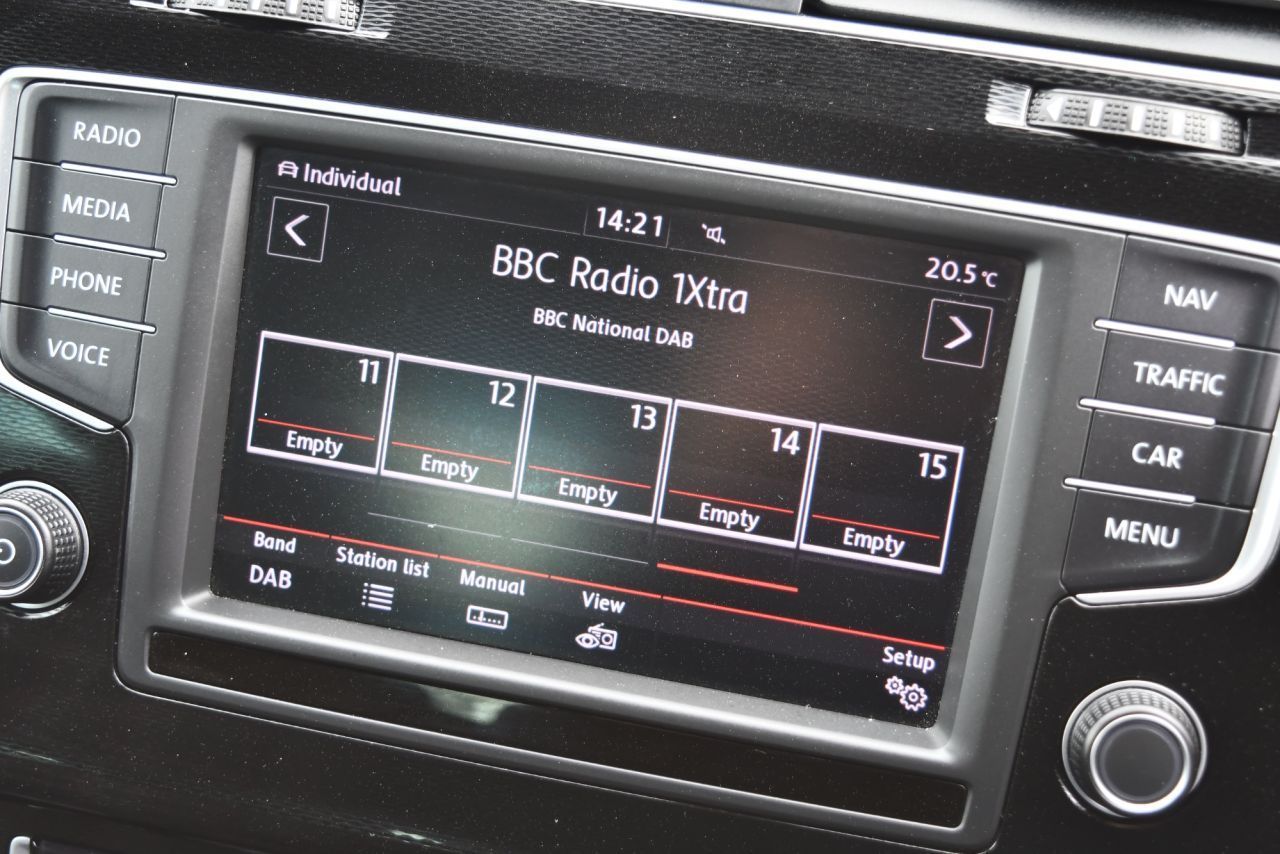 RADIO
MEDIA
PHONE
VOICE
Individual
14:21
20.5 °C
BBC Radio 1Xtra
BBC National DAB
11
Empty
12
Empty
13
Empty
14
Empty
15
Empty
Band
DAB
Station list
Manual
View
Setup
NAV
TRAFFIC
CAR
MENU